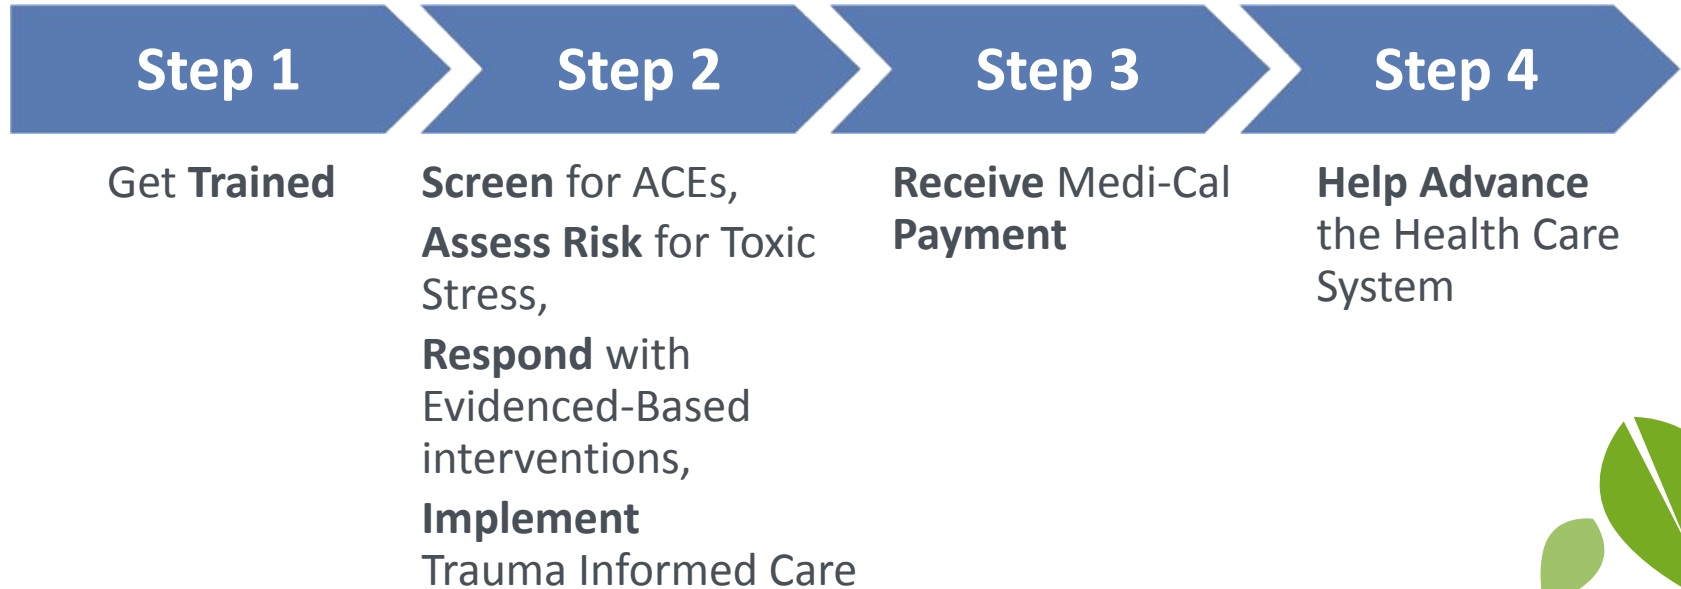 Step 1
Get Trained
Step 2
Screen for ACEs,
Assess Risk for Toxic
Stress,
Respond with
Evidenced-Based
interventions,
Implement
Trauma Informed Care
Step 3
Receive Medi-Cal
Payment
Step 4
Help Advance
the Health Care
System